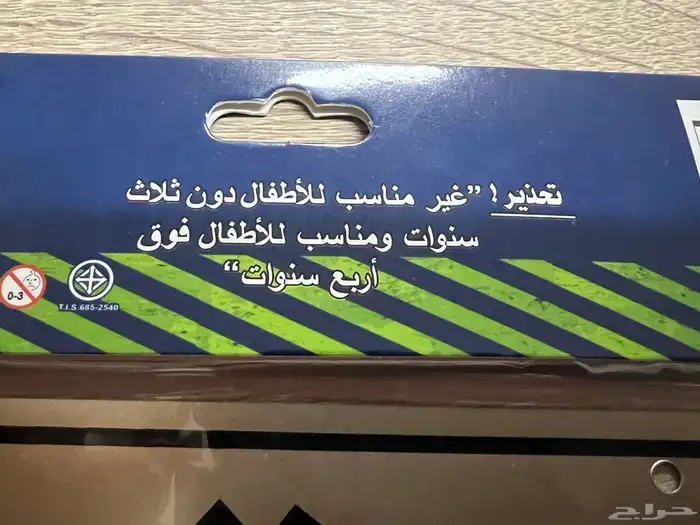 تحذير ! "غير مناسب للأطفال دون ثلاث
سنوات ومناسب للأطفال فوق
أربع سنوات"
0-3
T.I.S. 685-2540
حراج